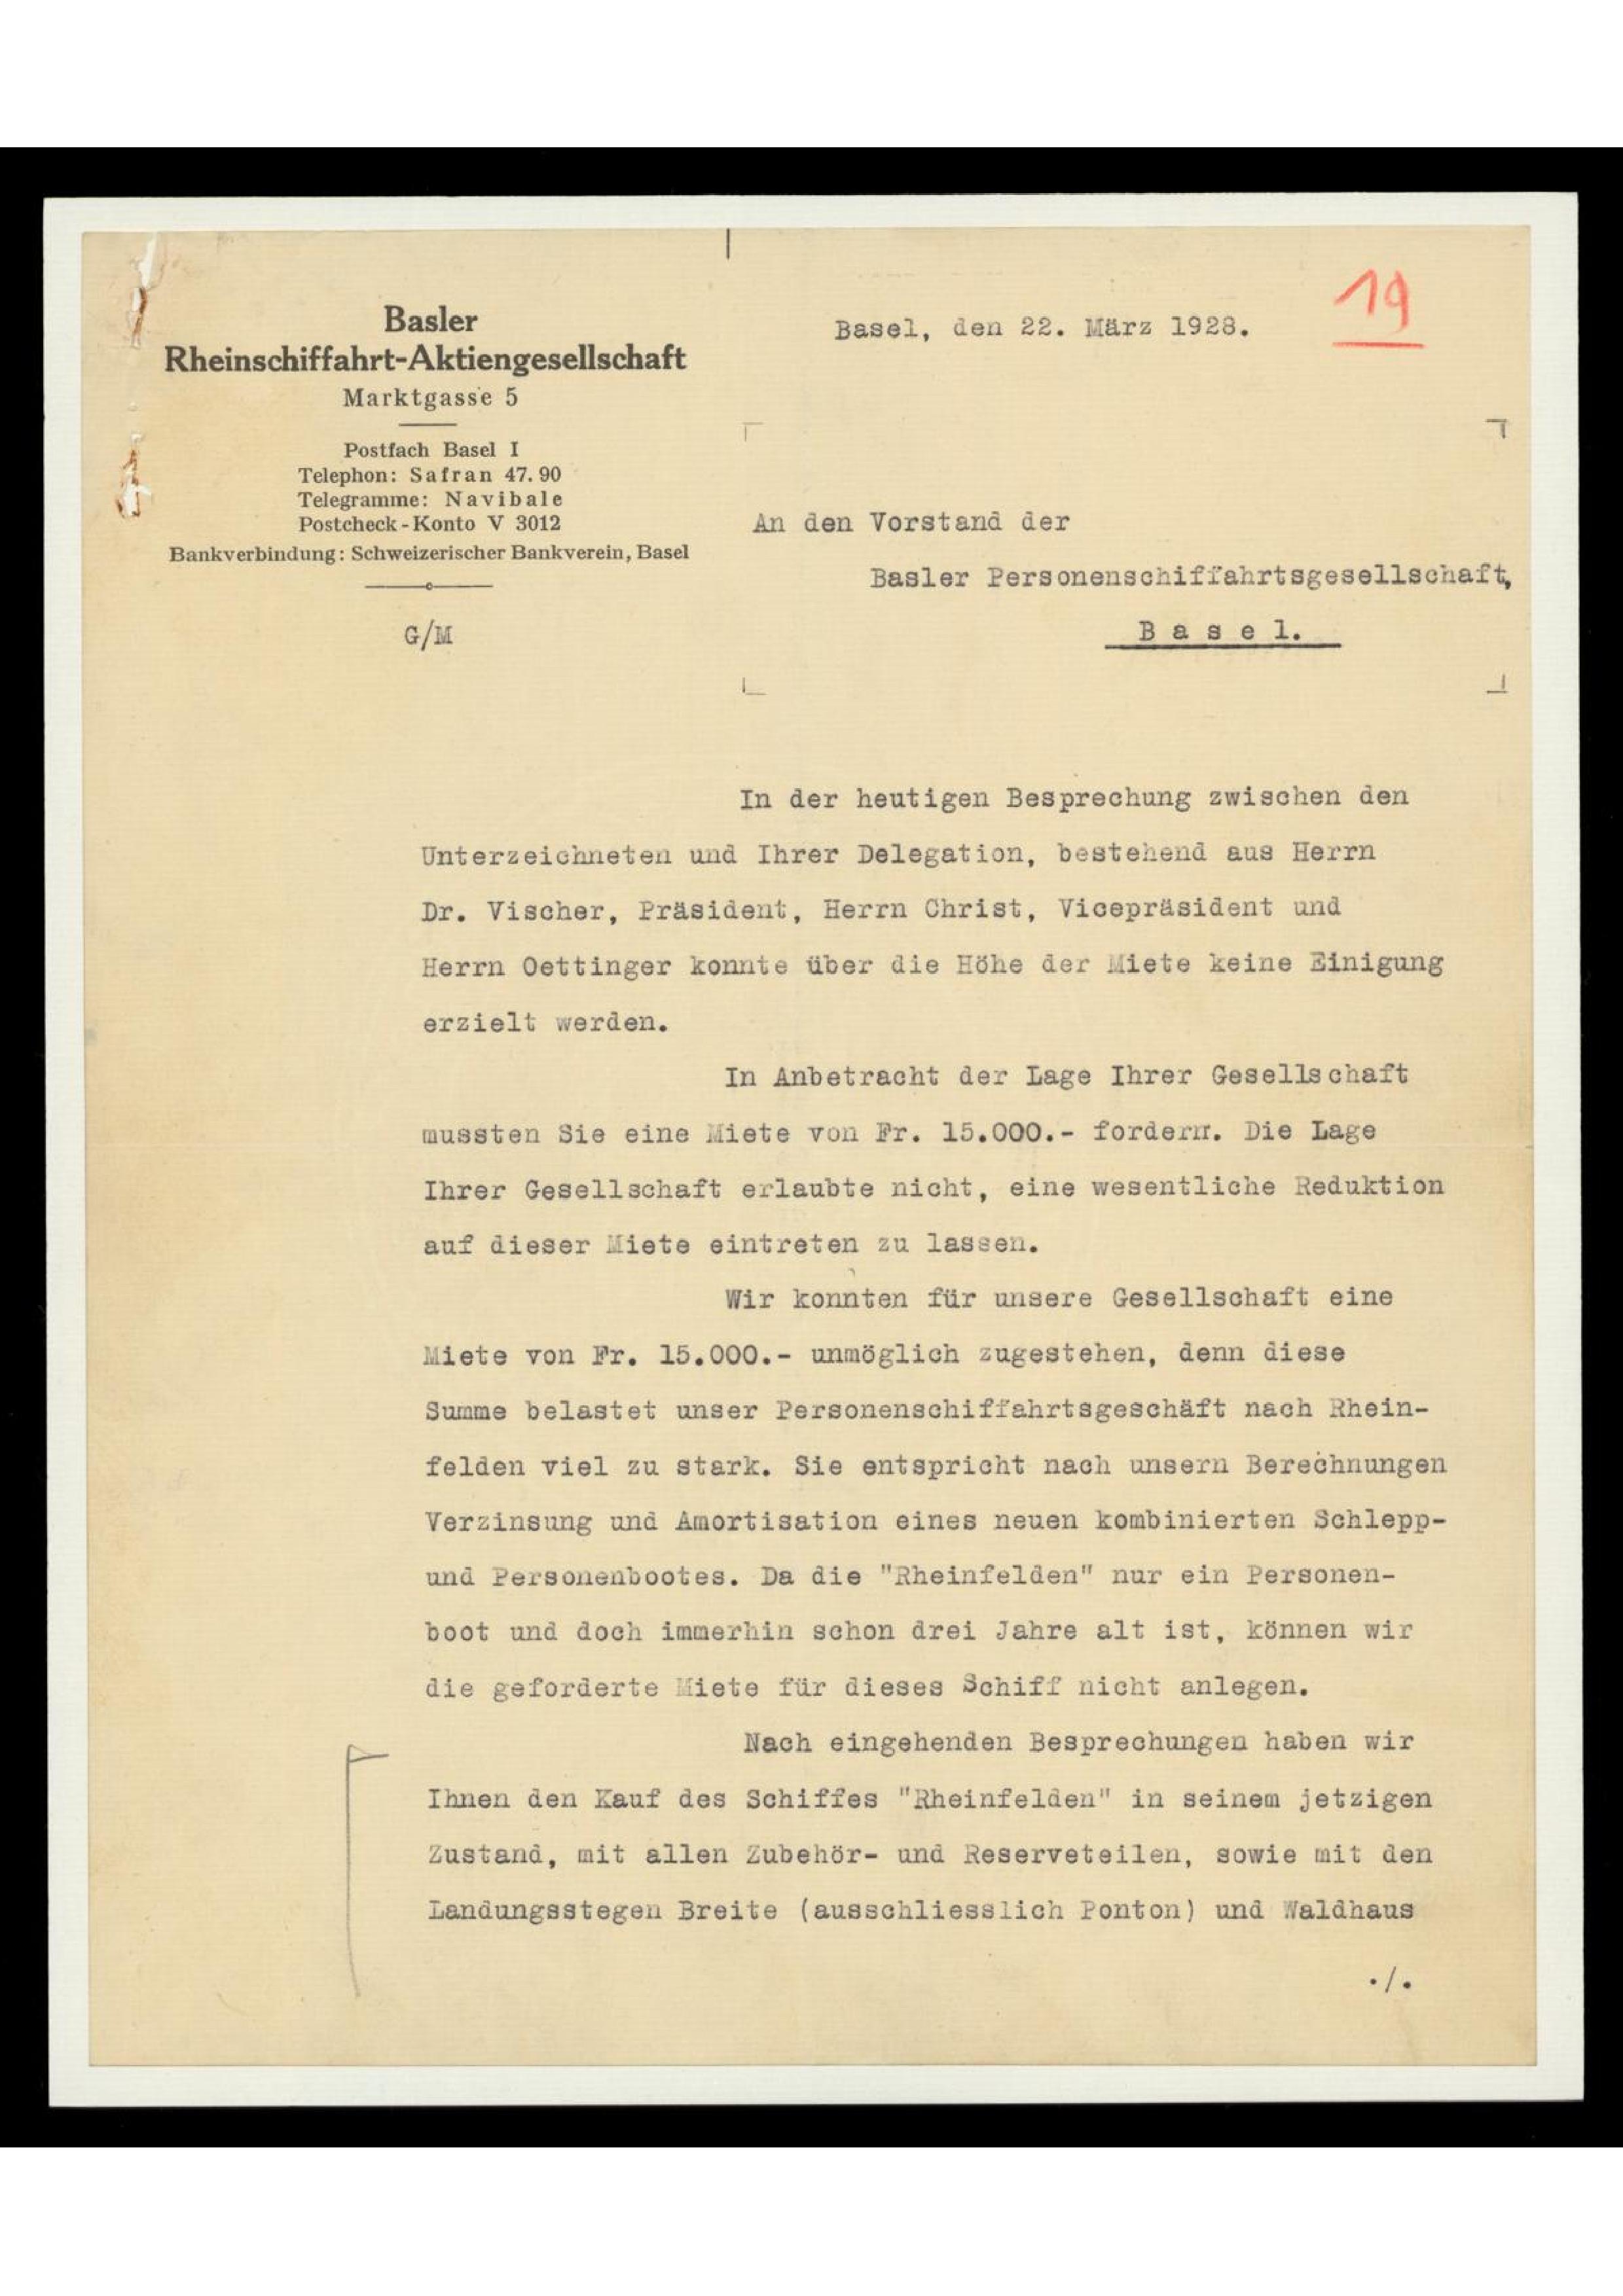 19
Basler
Rheinschiffahrt-Aktiengesellschaft
Marktgasse 5
Postfach Basel I
Telephon: Safran 47.90
Telegramme: Navibale
Postcheck-Konto V 3012
Bankverbindung: Schweizerischer Bankverein, Basel
G/M
Basel, den 22. März 1928.
An den Vorstand der
Basler Personenschiffahrtsgesellschaft,
B a s e l.
In der heutigen Besprechung zwischen den
Unterzeichneten und Ihrer Delegation, bestehend aus Herrn
Dr. Vischer, Präsident, Herrn Christ, Vicepräsident und
Herrn Oettinger konnte über die Höhe der Miete keine Einigung
erzielt werden.
In Anbetracht der Lage Ihrer Gesellschaft
mussten Sie eine Miete von Fr. 15.000.- fordern. Die Lage
Ihrer Gesellschaft erlaubte nicht, eine wesentliche Reduktion
auf dieser Miete eintreten zu lassen.
Wir konnten für unsere Gesellschaft eine
Miete von Fr. 15.000.- unmöglich zugestehen, denn diese
Summe belastet unser Personenschiffahrtsgeschäft nach Rhein-
felden viel zu stark. Sie entspricht nach unsern Berechnungen
Verzinsung und Amortisation eines neuen kombinierten Schlepp-
und Personenbootes. Da die "Rheinfelden" nur ein Personen-
boot und doch immerhin schon drei Jahre alt ist, können wir
die geforderte Miete für dieses Schiff nicht anlegen.
Nach eingehenden Besprechungen haben wir
Ihnen den Kauf des Schiffes "Rheinfelden" in seinem jetzigen
Zustand, mit allen Zubehör- und Reserveteilen, sowie mit den
Landungsstegen Breite (ausschliesslich Ponton) und Waldhaus
./.